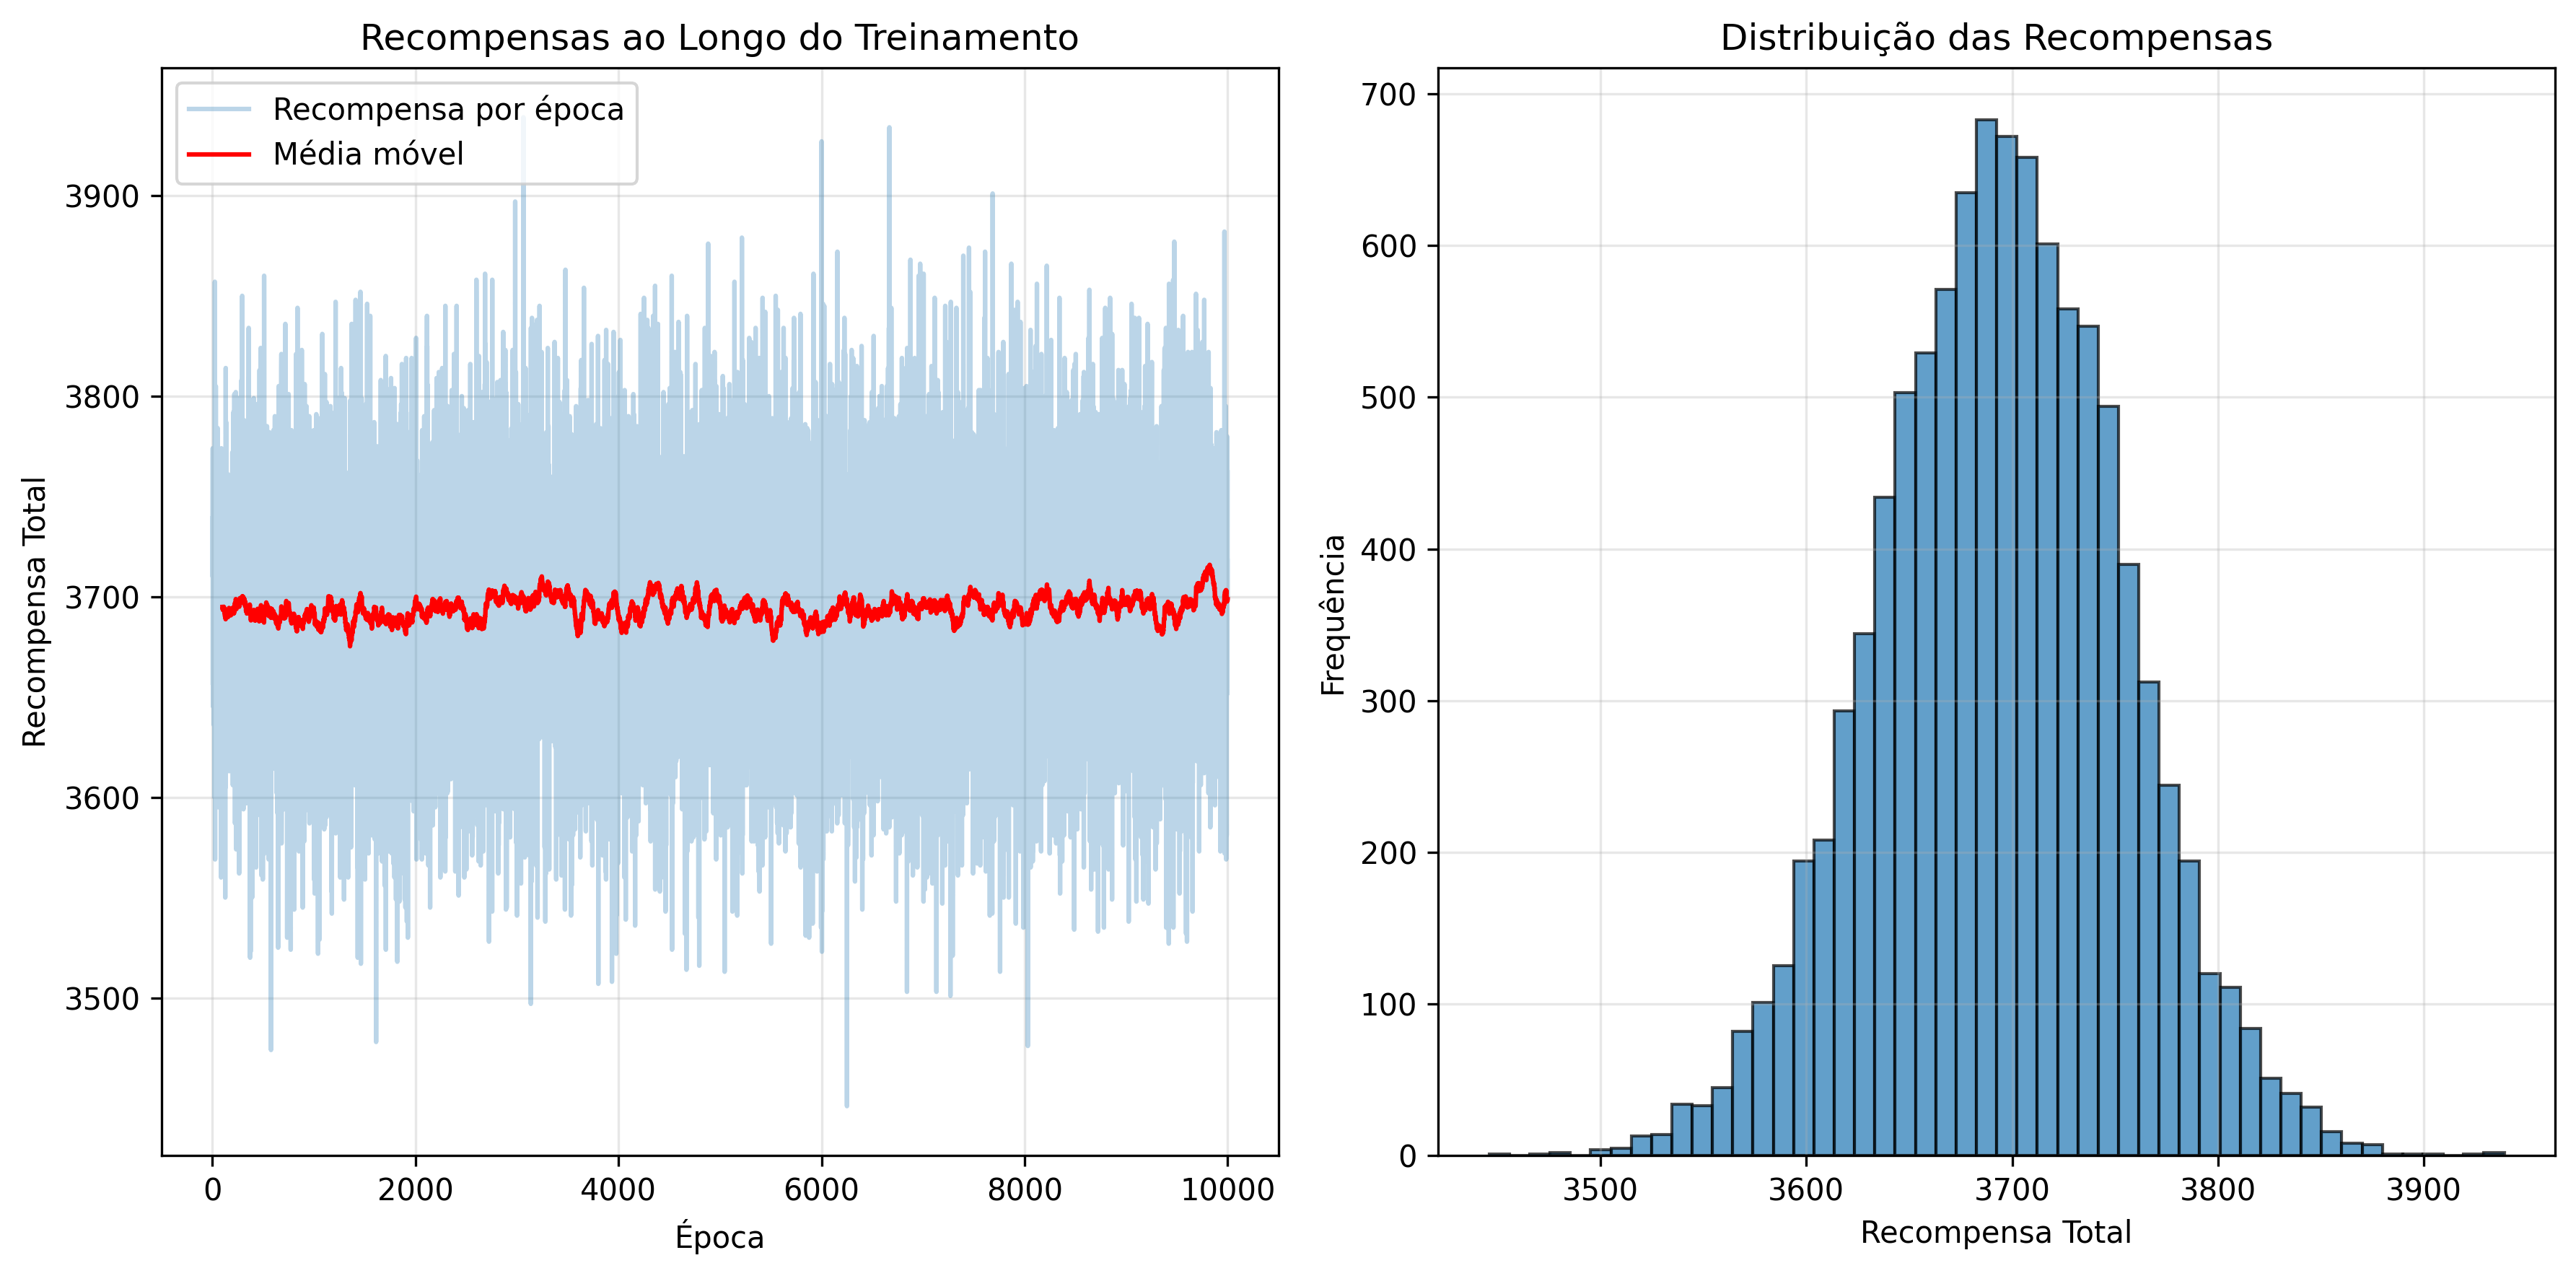 Recompensas ao Longo do Treinamento
Recompensa por época
Média móvel
3900
3800
3700
3600
3500
Recompensa Total
0 2000 4000 6000 8000 10000
Época
Distribuição das Recompensas
700
600
500
400
300
200
100
0
Frequência
3500 3600 3700 3800 3900
Recompensa Total